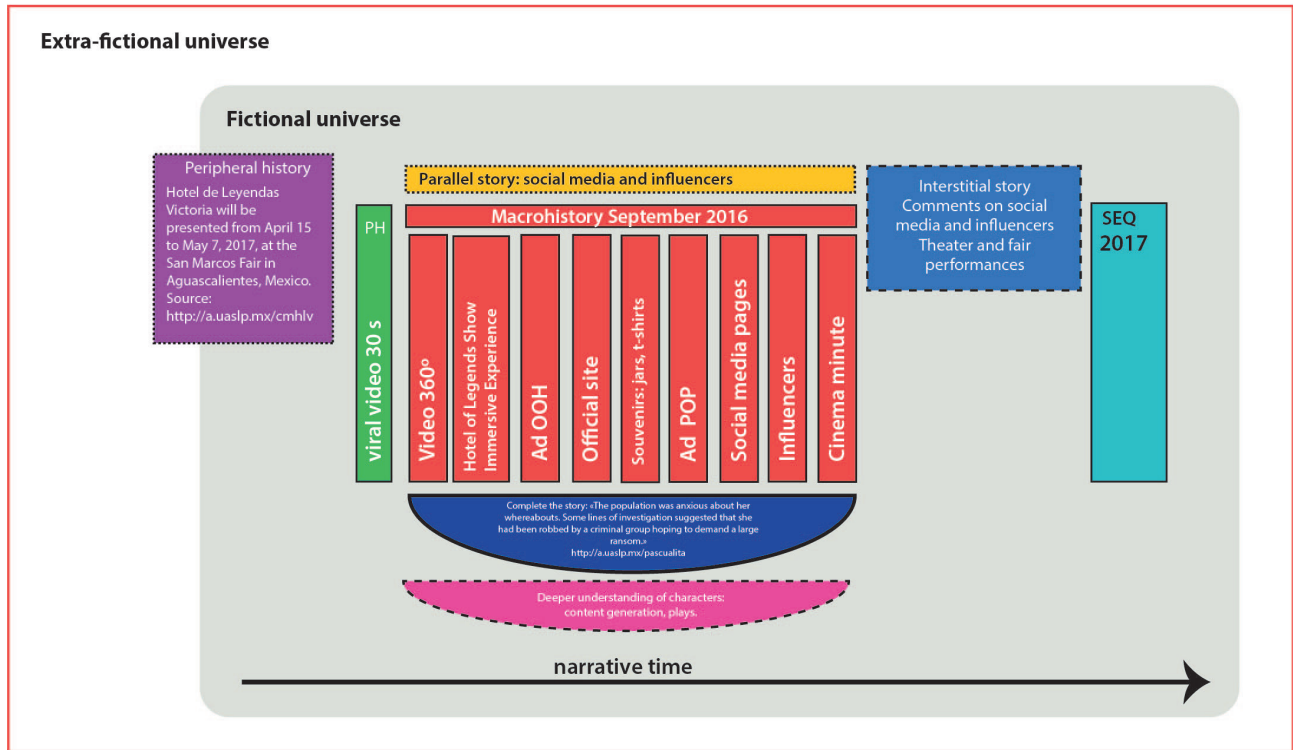 Extra-fictional universe
Fictional universe
Peripheral history
Hotel de Leyendas
Victoria will be
presented from April 15
to May 7, 2017, at the
San Marcos Fair in
Aguascalientes, Mexico.
Source:
http://a.uaslp.mx/cmhlv
PH
viral video 30 s
Parallel story: social media and influencers
Macrohistory September 2016
Video 360º
Hotel of Legends Show
Immersive Experience
Ad OOH
Official site
Souvenirs: jars, t-shirts
Ad POP
Social media pages
Influencers
Cinema minute
Complete the story: «The population was anxious about her
whereabouts. Some lines of investigation suggested that she
had been robbed by a criminal group hoping to demand a large
ransom.»
http://a.uaslp.mx/pascualita
Deeper understanding of characters:
content generation, plays.
Interstitial story
Comments on social
media and influencers
Theater and fair
performances
SEQ
2017
narrative time